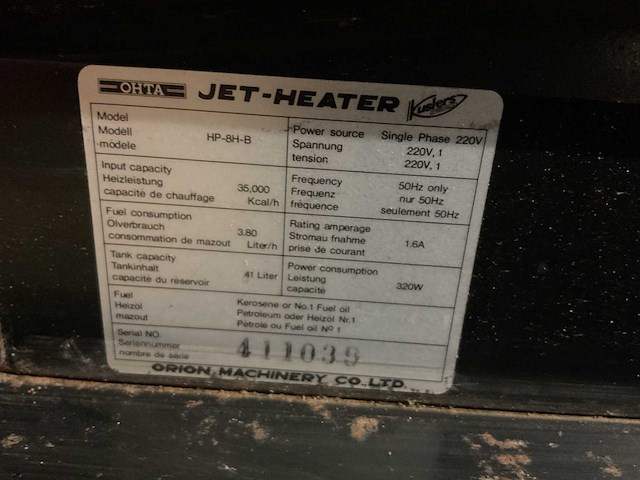 OHTA JET-HEATER Kusters
Model
Modell HP-8H-B
modèle
Power source Single Phase 220V
Spannung 220V, 1
tension 220V, 1
Input capacity
Heizleistung 35,000
capacité de chauffage Kcal/h
Frequency 50Hz only
Frequenz nur 50Hz
fréquence seulement 50Hz
Fuel consumption
Ölverbrauch 3.80
consommation de mazout Liter/h
Rating amperage
Stromau fnahme 1.6A
prise de courant
Tank capacity
Tankinhalt 41 Liter
capacité du réservoir
Power consumption
Leistung 320W
capacité
Fuel Kerosene or No.1 Fuel oil
Heizöl Petroleum oder Heizöl Nr.1
mazout Pétrole ou Fuel oil Nº 1
Serial NO.
Seriennummer 411039
nombre de série
ORION MACHINERY CO.LTD.